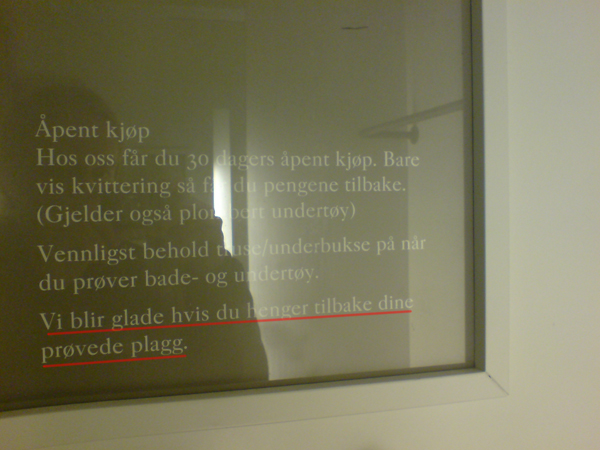 Åpent kjøp
Hos oss får du 30 dagers åpent kjøp. Bare
vis kvittering så får du pengene tilbake.
(Gjelder også plombert undertøy)
Vennligst behold truse/underbukse på når
du prøver bade- og undertøy.
Vi blir glade hvis du henger tilbake dine
prøvede plagg.